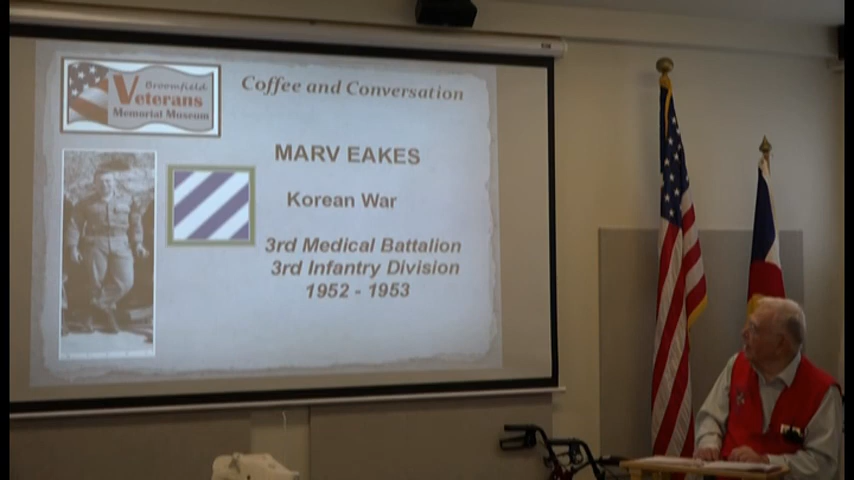 Broomfield
Veterans
Memorial Museum
Coffee and Conversation
MARV EAKES
Korean War
3rd Medical Battalion
3rd Infantry Division
1952 - 1953